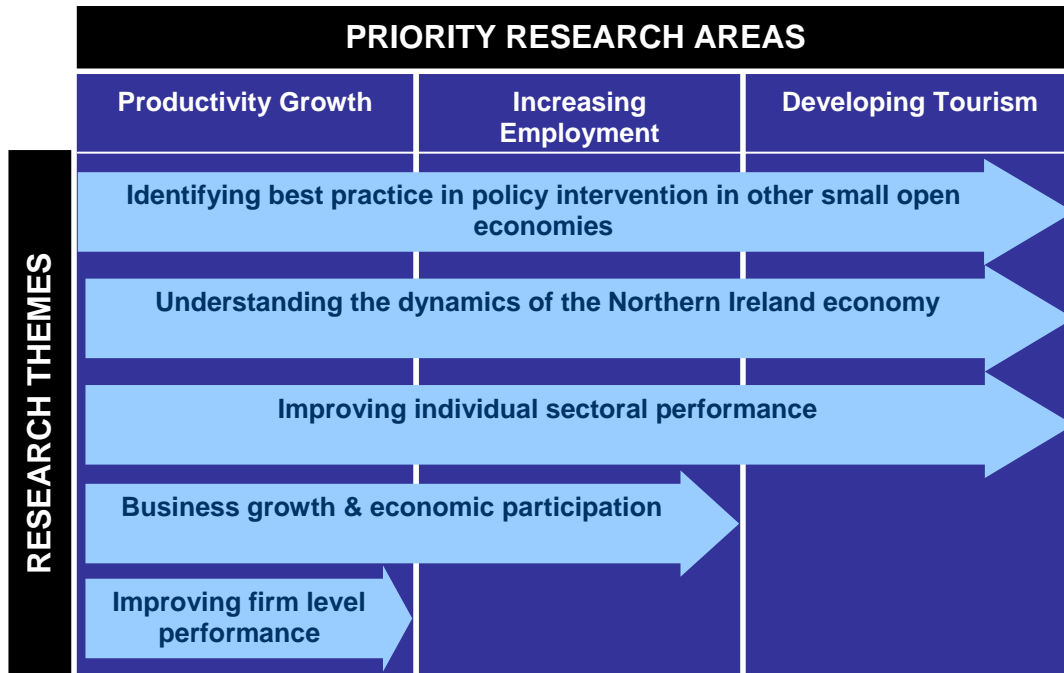 PRIORITY RESEARCH AREAS
Productivity Growth
Increasing
Employment
Developing Tourism
RESEARCH THEMES
Identifying best practice in policy intervention in other small open
economies
Understanding the dynamics of the Northern Ireland economy
Improving individual sectoral performance
Business growth & economic participation
Improving firm level
performance